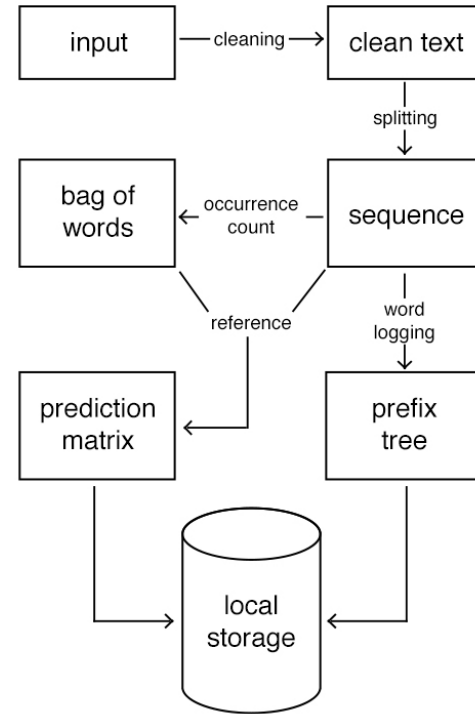 input
cleaning
clean text
splitting
bag of
words
occurrence
count
sequence
reference
word
logging
prediction
matrix
prefix
tree
local
storage